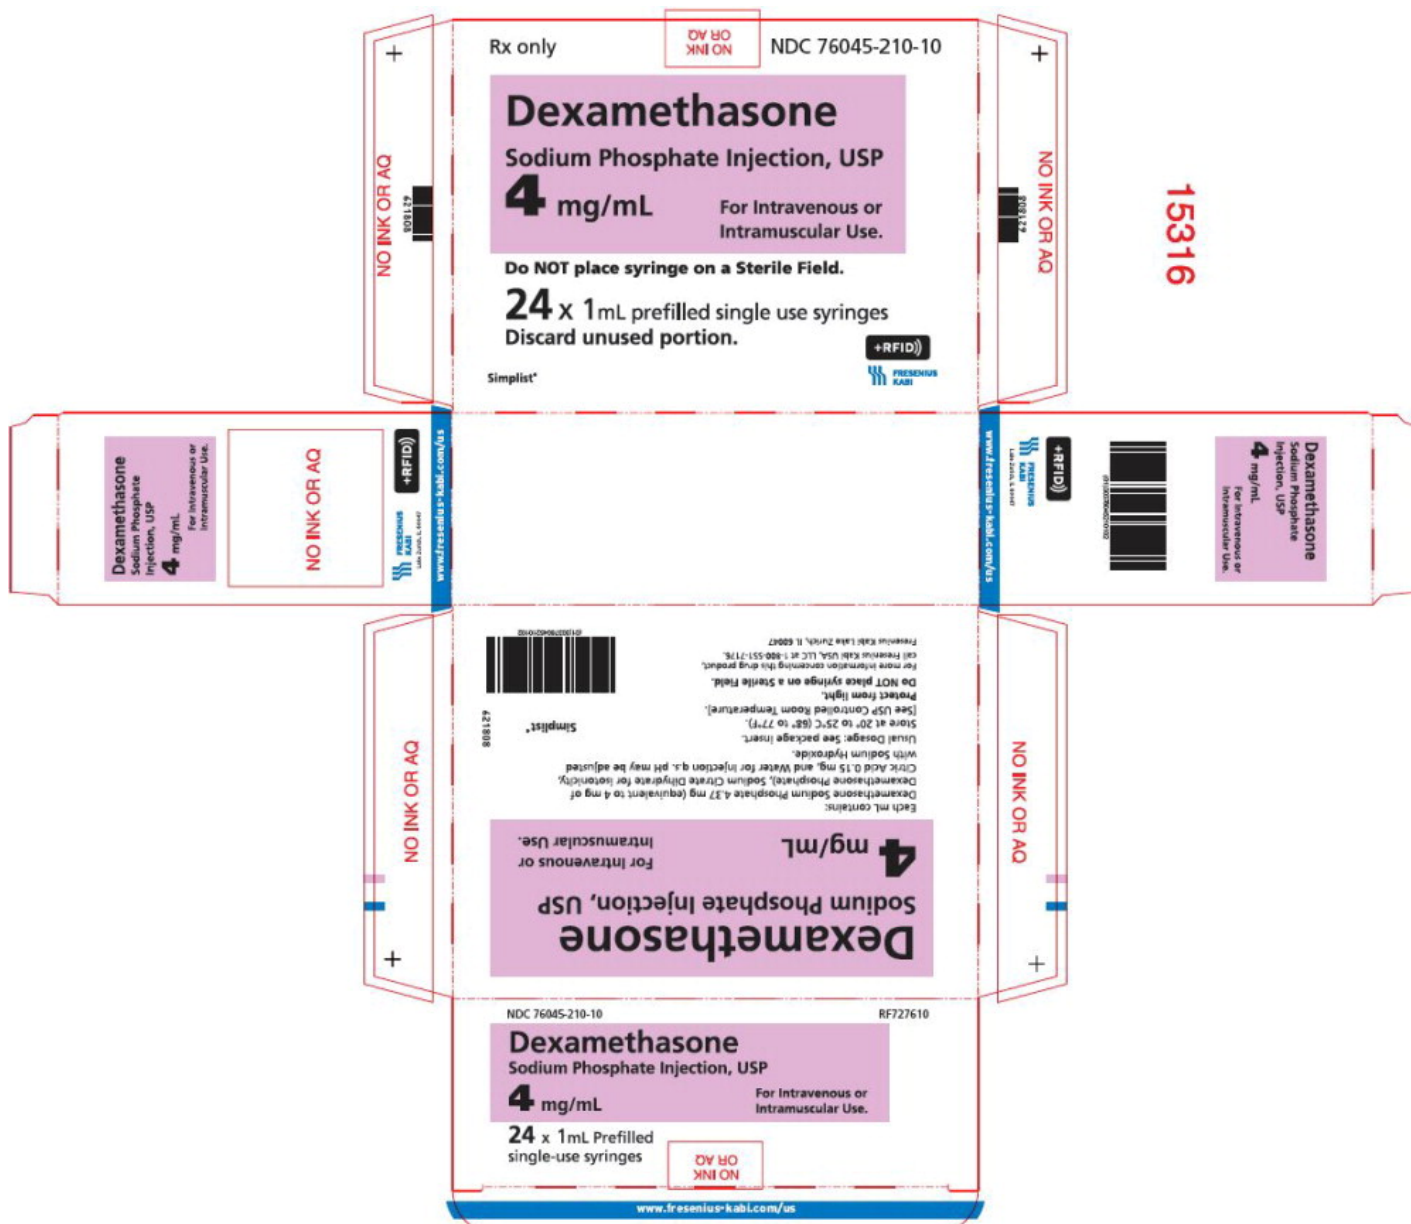 Rx only
NO INK
OR AQ
NDC 76045-210-10
Dexamethasone
Sodium Phosphate Injection, USP
4 mg/mL
For Intravenous or
Intramuscular Use.
Do NOT place syringe on a Sterile Field.
24 x 1mL prefilled single use syringes
Discard unused portion.
+RFID
Simplist®
FRESENIUS
KABI
NO INK OR AQ
621808
NO INK OR AQ
621808
15316
Dexamethasone
Sodium Phosphate
Injection, USP
4 mg/mL
For Intravenous or
Intramuscular Use.
NO INK OR AQ
+RFID
FRESENIUS
KABI
Lake Zurich, IL 60047
www.fresenius-kabi.com/us
www.fresenius-kabi.com/us
FRESENIUS
KABI
Lake Zurich, IL 60047
+RFID
Dexamethasone
Sodium Phosphate
Injection, USP
4 mg/mL
For Intravenous or
Intramuscular Use.
NO INK OR AQ
NO INK OR AQ
Dexamethasone
Sodium Phosphate Injection, USP
4 mg/mL
For Intravenous or
Intramuscular Use.
Each mL contains:
Dexamethasone Sodium Phosphate 4.37 mg (equivalent to 4 mg of
Dexamethasone Phosphate), Sodium Citrate Dihydrate for isotonicity,
Citric Acid 0.15 mg, and Water for Injection q.s. pH may be adjusted
with Sodium Hydroxide.
Usual Dosage: See package insert.
Store at 20° to 25°C (68° to 77°F).
[See USP Controlled Room Temperature].
Protect from light.
Do NOT place syringe on a Sterile Field.
For more information concerning this drug product,
call Fresenius Kabi USA, LLC at 1-800-551-7176.
Fresenius Kabi Lake Zurich, IL 60047
Simplist®
621808
NDC 76045-210-10
RF727610
Dexamethasone
Sodium Phosphate Injection, USP
4 mg/mL
For Intravenous or
Intramuscular Use.
24 x 1mL Prefilled
single-use syringes
NO INK
OR AQ
www.fresenius-kabi.com/us